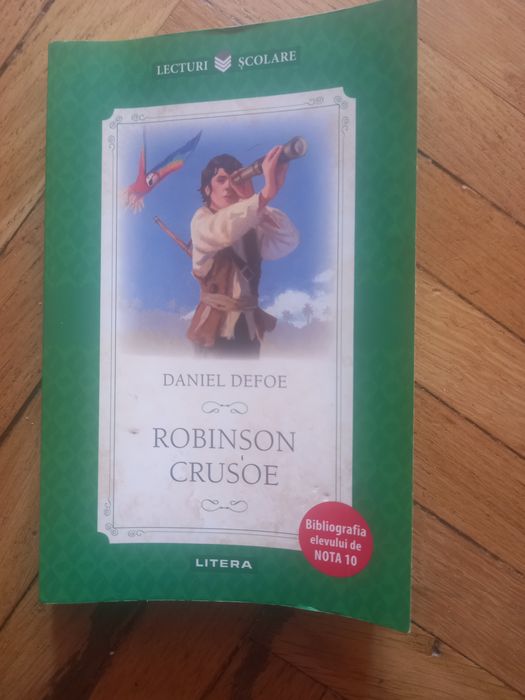 LECTURI ȘCOLARE
DANIEL DEFOE
ROBINSON
CRUSOE
Bibliografia
elevului de
NOTA 10
LITERA